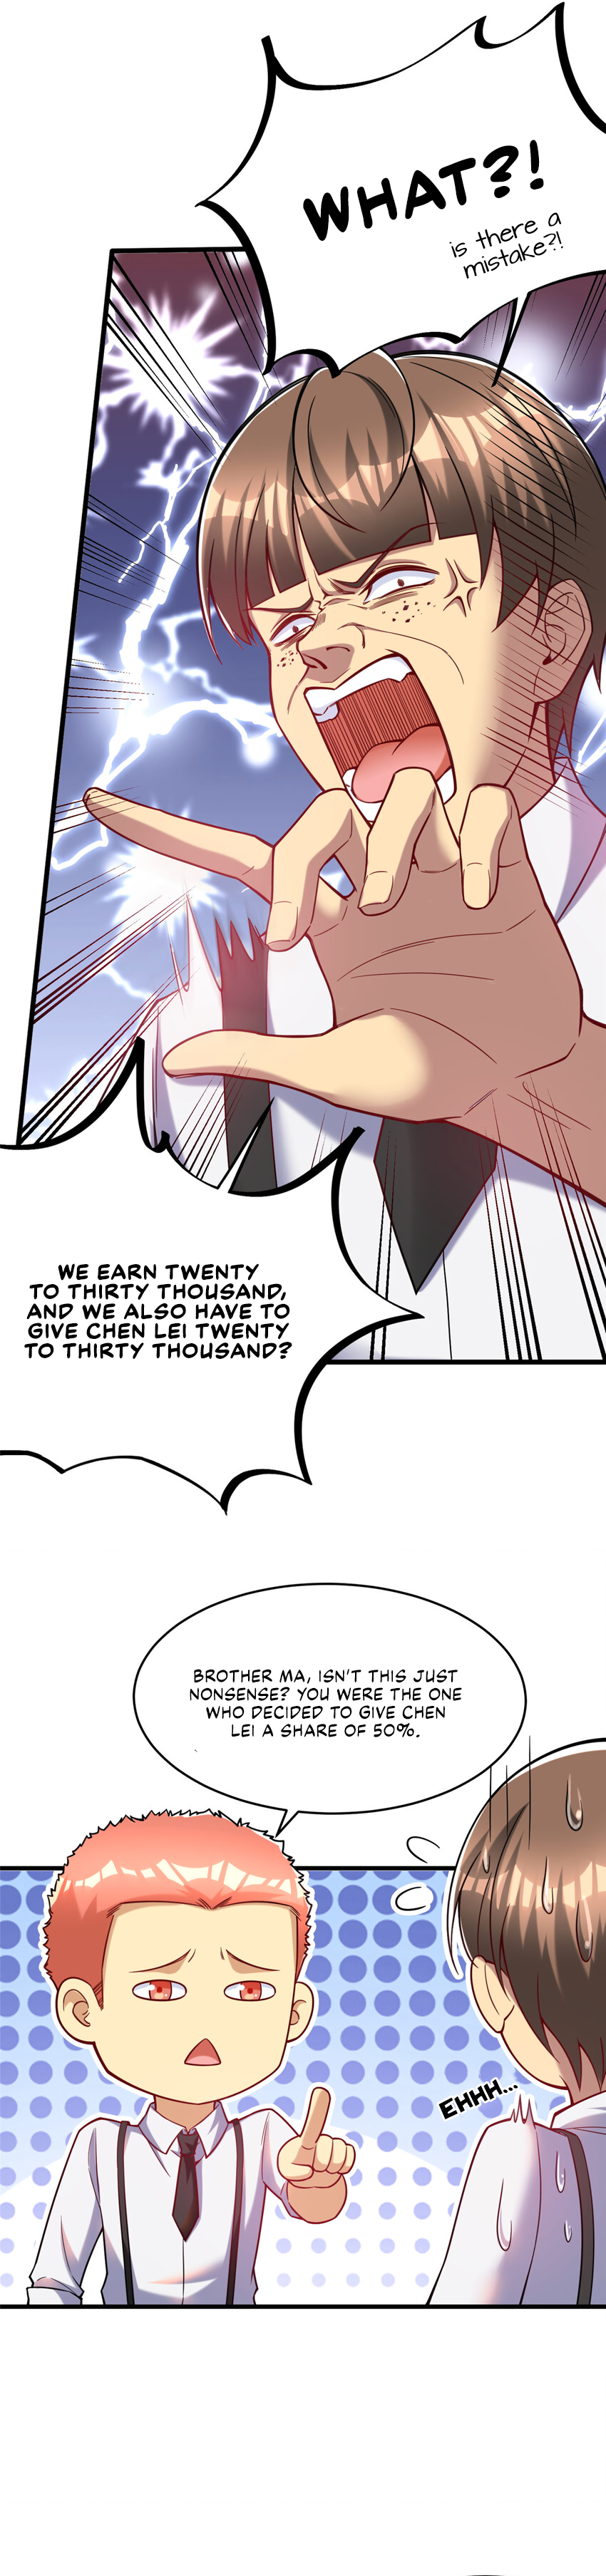 WHAT?!
is there a
mistake?!
WE EARN TWENTY
TO THIRTY THOUSAND,
AND WE ALSO HAVE TO
GIVE CHEN LEI TWENTY
TO THIRTY THOUSAND?
BROTHER MA, ISN'T THIS JUST
NONSENSE? YOU WERE THE ONE
WHO DECIDED TO GIVE CHEN
LEI A SHARE OF 50%.
EHHH...